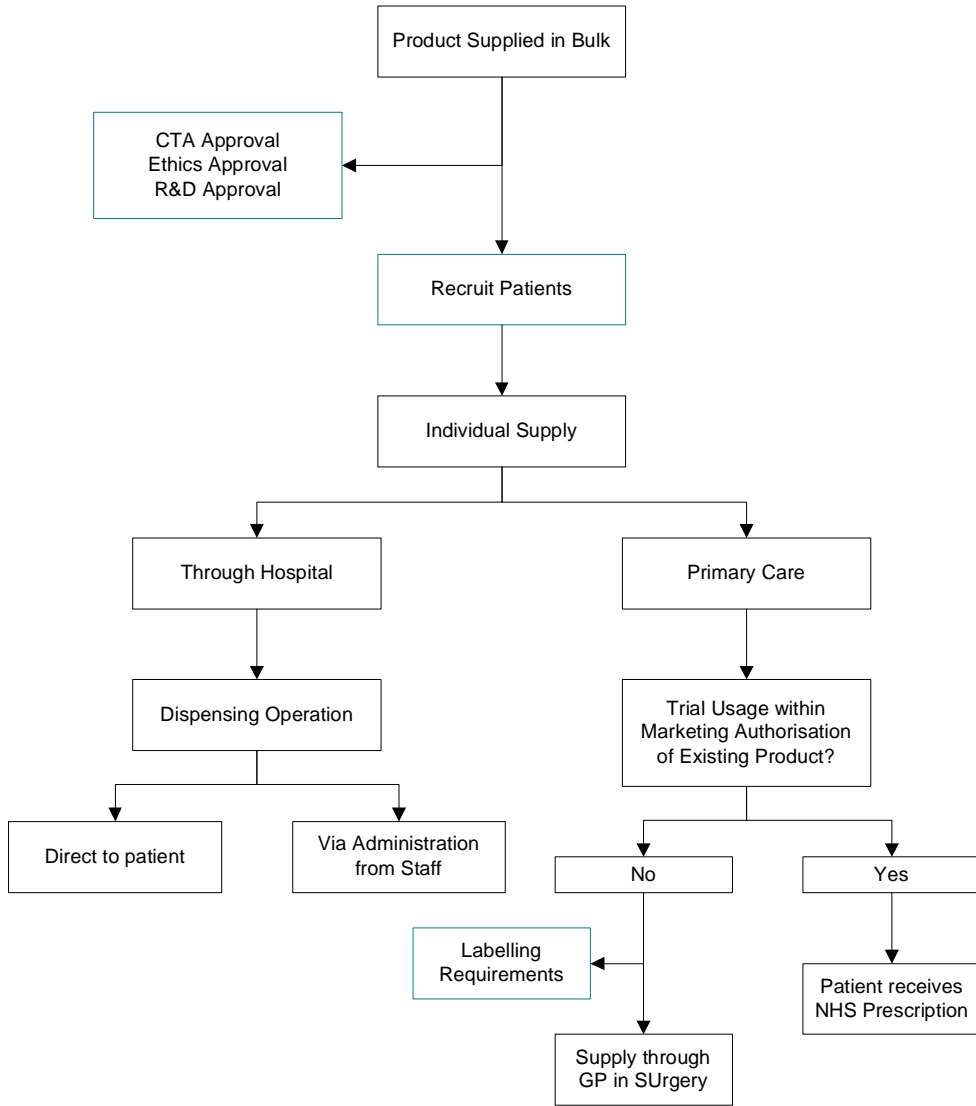 Product Supplied in Bulk
CTA Approval
Ethics Approval
R&D Approval
Recruit Patients
Individual Supply
Through Hospital
Primary Care
Dispensing Operation
Trial Usage within
Marketing Authorisation
of Existing Product?
Direct to patient
Via Administration
from Staff
No
Yes
Labelling
Requirements
Patient receives
NHS Prescription
Supply through
GP in SUrgery